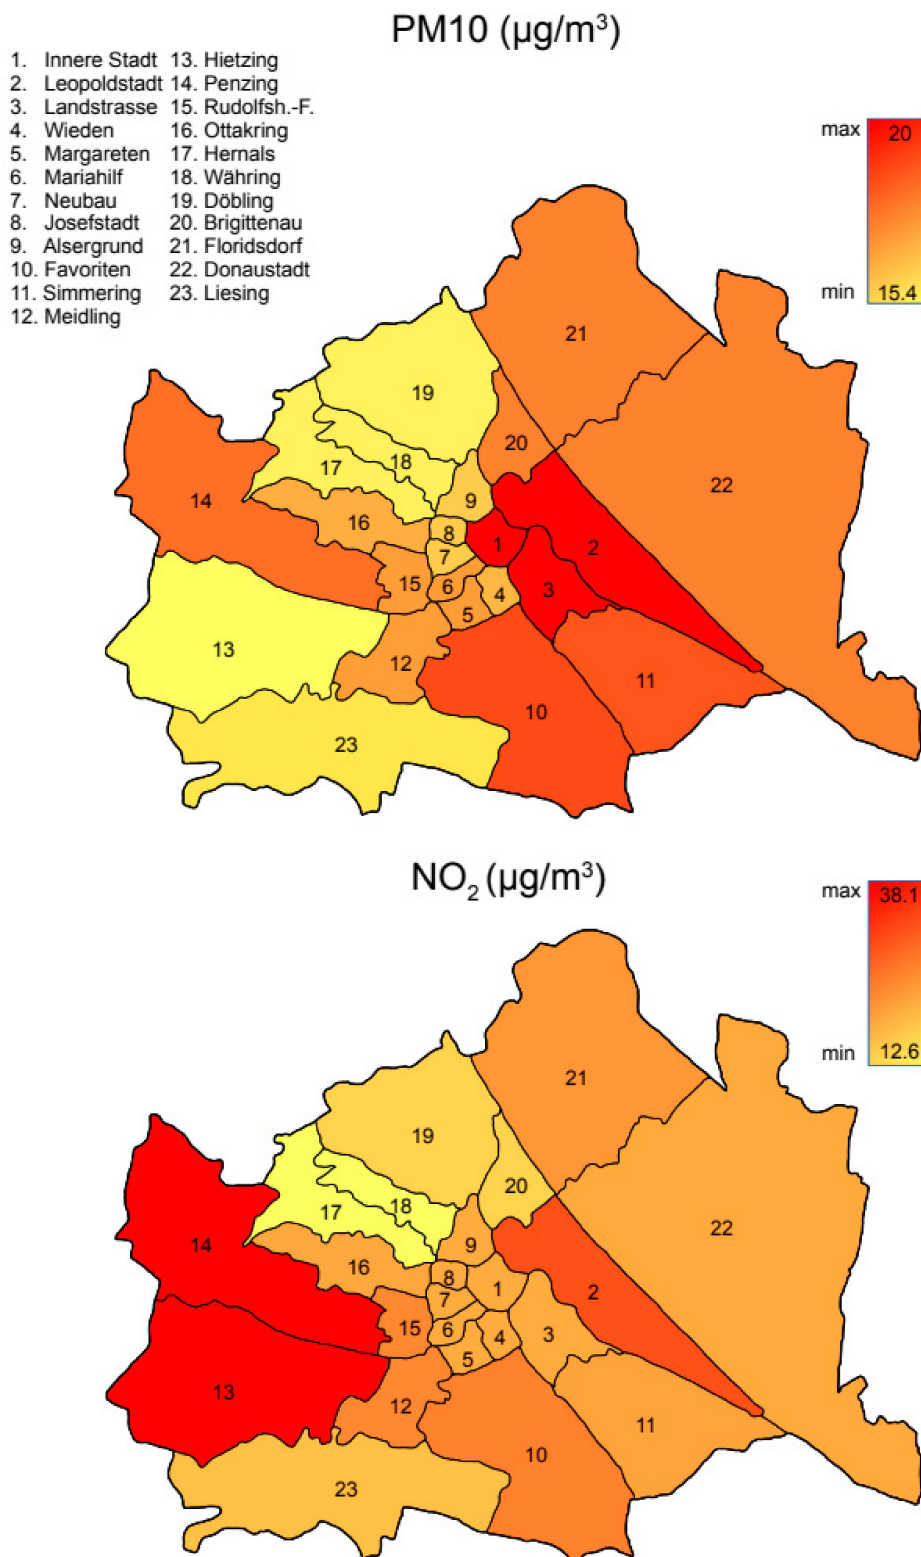 PM10 (µg/m³)
1. Innere Stadt 13. Hietzing
2. Leopoldstadt 14. Penzing
3. Landstrasse 15. Rudolfsh.-F.
4. Wieden 16. Ottakring
5. Margareten 17. Hernals
6. Mariahilf 18. Währing
7. Neubau 19. Döbling
8. Josefstadt 20. Brigittenau
9. Alsergrund 21. Floridsdorf
10. Favoriten 22. Donaustadt
11. Simmering 23. Liesing
12. Meidling
max 20
min 15.4
21
19
20
18
17
22
9
14
16
8
1
2
7
15
6
4
3
5
13
12
11
10
23
NO₂ (µg/m³)
max 38.1
min 12.6
21
19
20
18
17
22
9
14
16
8
1
2
7
15
6
4
3
5
13
12
11
10
23